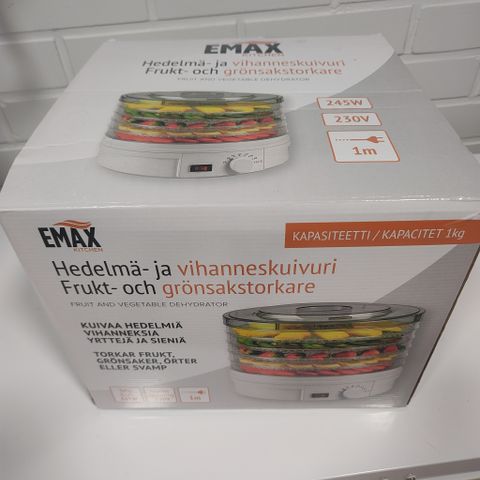 EMAX
KITCHEN
Hedelmä- ja vihanneskuivuri
Frukt- och grönsakstorkare
FRUIT AND VEGETABLE DEHYDRATOR
245W
230V
1m
EMAX
KITCHEN
KAPASITEETTI / KAPACITET 1kg
Hedelmä- ja vihanneskuivuri
Frukt- och grönsakstorkare
FRUIT AND VEGETABLE DEHYDRATOR
KUIVAA HEDELMIÄ
VIHANNEKSIA
YRTTEJÄ JA SIENIÄ
TORKAR FRUKT,
GRÖNSAKER, ÖRTER
ELLER SVAMP
1m